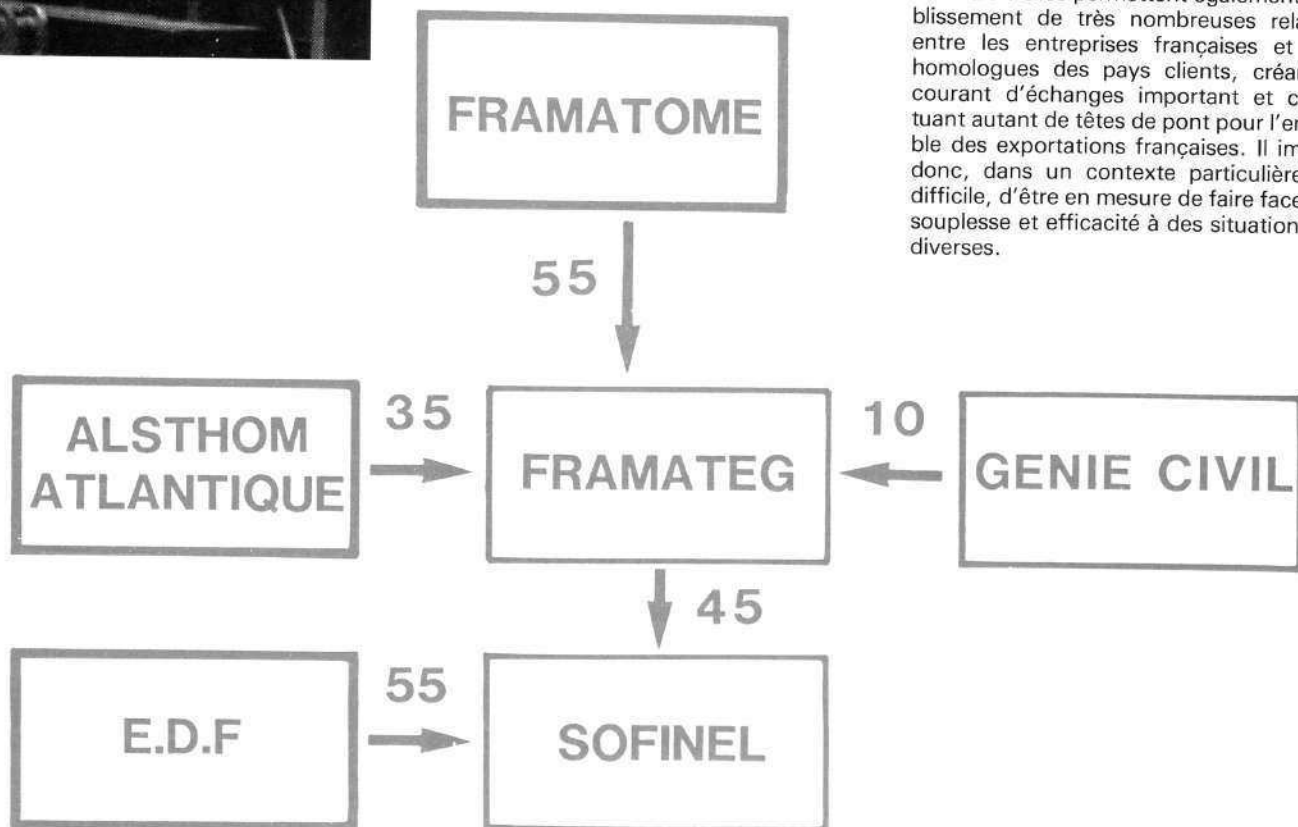 FRAMATOME
55
ALSTHOM
ATLANTIQUE
35
FRAMATEG
10
GENIE CIVIL
45
E.D.F
55
SOFINEL
permettent également
blissement de très nombreuses rela
entre les entreprises françaises et
homologues des pays clients, créa
courant d'échanges important et c
tuant autant de têtes de pont pour l'en
ble des exportations françaises. Il im
donc, dans un contexte particulière
difficile, d'être en mesure de faire face
souplesse et efficacité à des situation
diverses.